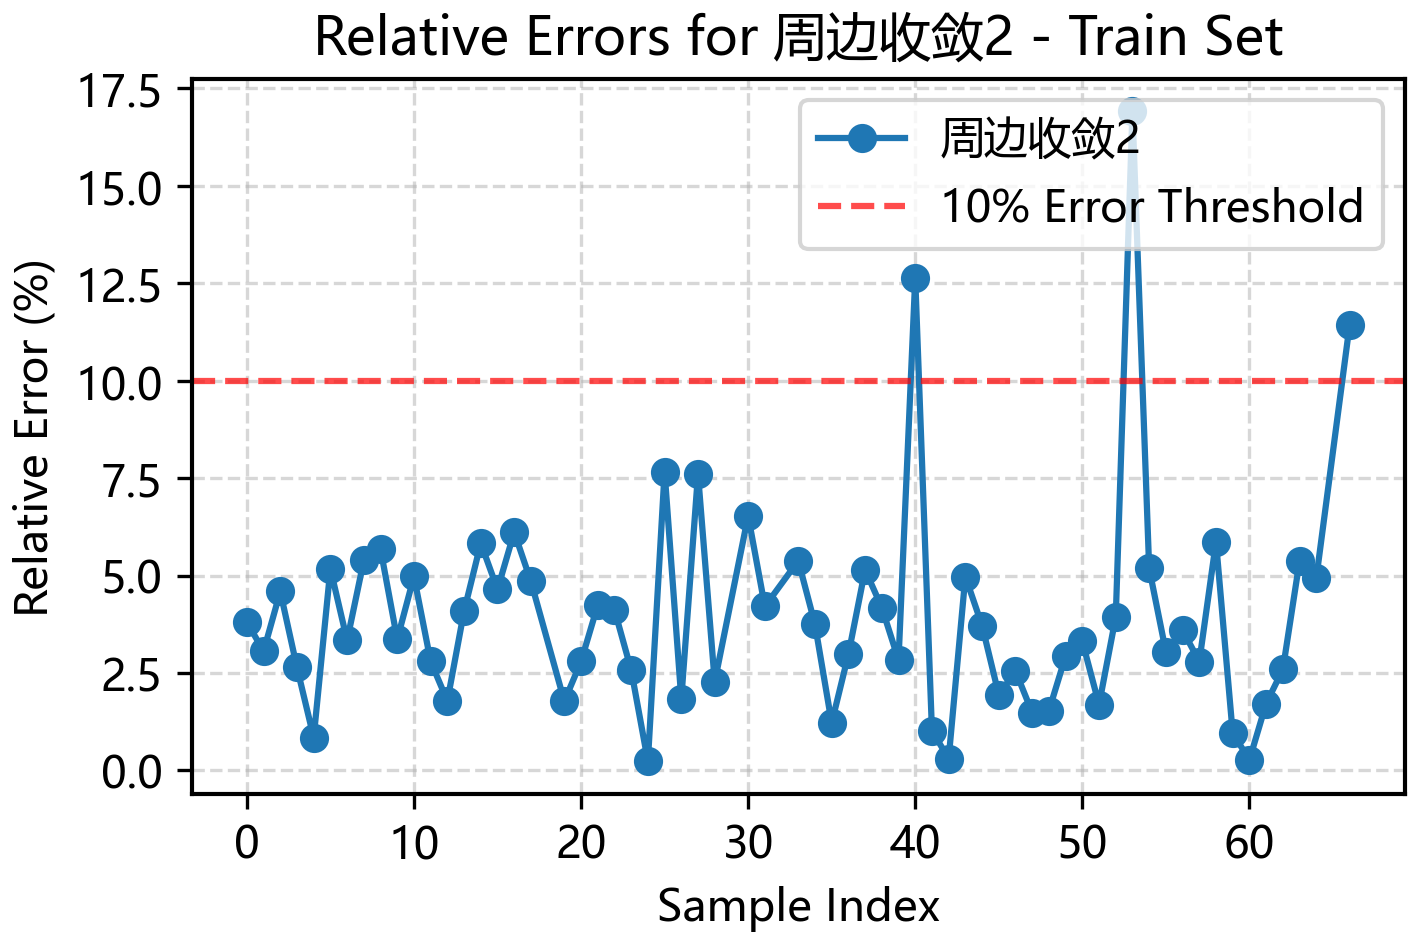 Relative Errors for 周边收敛2 - Train Set
17.5
15.0
12.5
10.0
7.5
5.0
2.5
0.0
Relative Error (%)
周边收敛2
10% Error Threshold
0 10 20 30 40 50 60
Sample Index